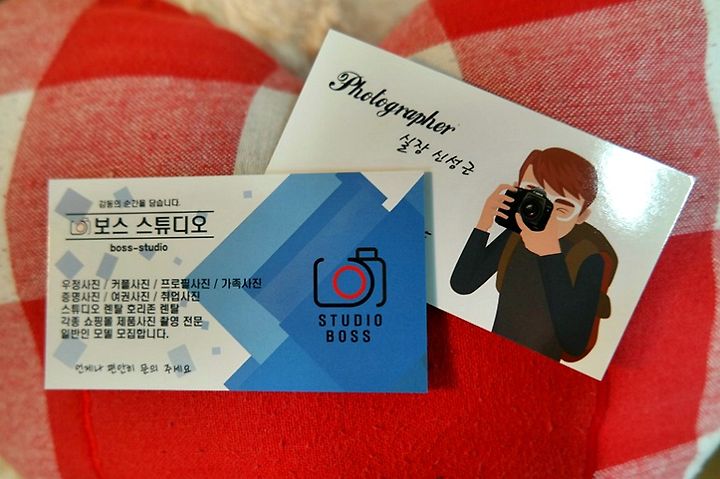 Photographer
실장 신성근
감동의 순간을 담습니다.
보스 스튜디오
boss-studio
우정사진 / 커플사진 / 프로필사진 / 가족사진
증명사진 / 여권사진 / 취업사진
스튜디오 렌탈 호리존 렌탈
각종 쇼핑몰 제품사진 촬영 전문
일반인 모델 모집합니다.
언제나 편안히 문의 주세요
STUDIO
BOSS